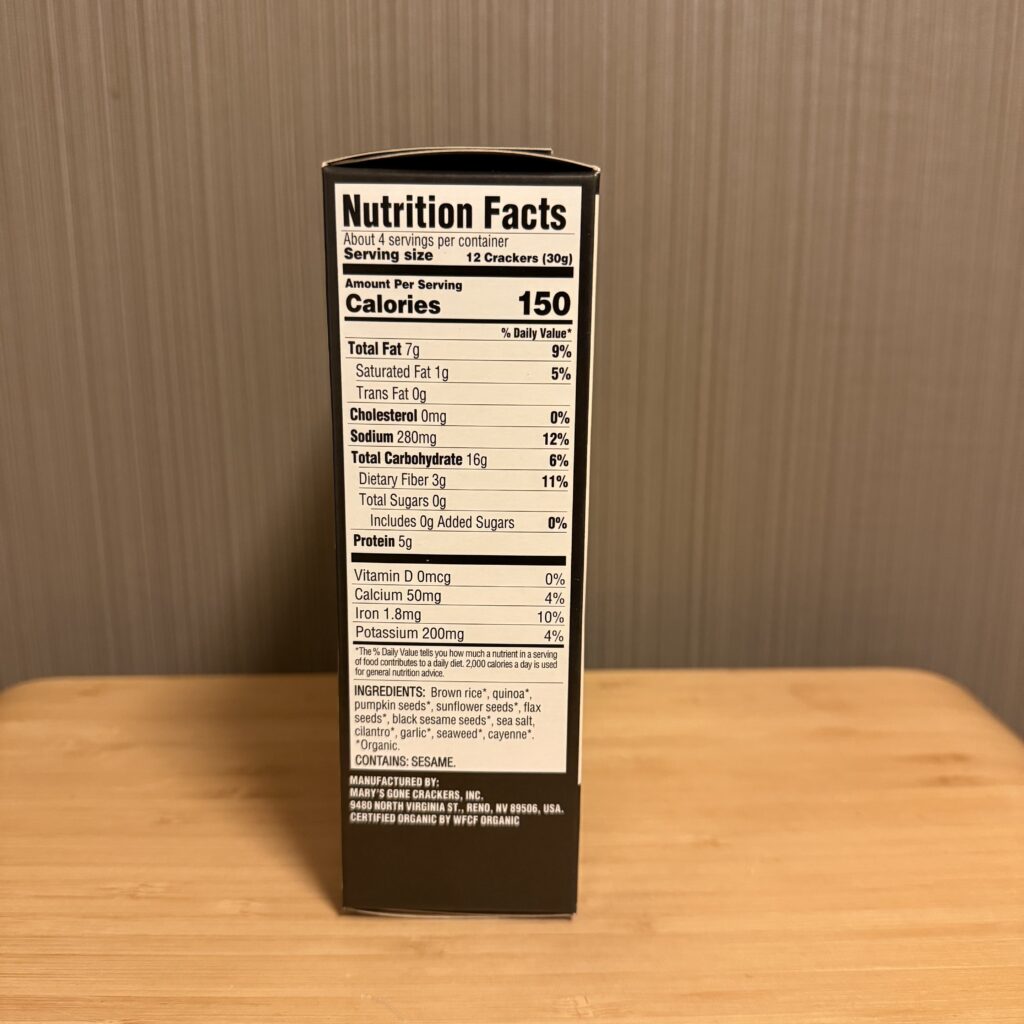 Nutrition Facts
About 4 servings per container
Serving size 12 Crackers (30g)
Amount Per Serving
Calories 150
% Daily Value*
Total Fat 7g 9%
Saturated Fat 1g 5%
Trans Fat 0g
Cholesterol 0mg 0%
Sodium 280mg 12%
Total Carbohydrate 16g 6%
Dietary Fiber 3g 11%
Total Sugars 0g
Includes 0g Added Sugars 0%
Protein 5g
Vitamin D 0mcg 0%
Calcium 50mg 4%
Iron 1.8mg 10%
Potassium 200mg 4%
*The % Daily Value tells you how much a nutrient in a serving
of food contributes to a daily diet. 2,000 calories a day is used
for general nutrition advice.
INGREDIENTS: Brown rice*, quinoa*,
pumpkin seeds*, sunflower seeds*, flax
seeds*, black sesame seeds*, sea salt,
cilantro*, garlic*, seaweed*, cayenne*.
*Organic.
CONTAINS: SESAME.
MANUFACTURED BY:
MARY'S GONE CRACKERS, INC.
9480 NORTH VIRGINIA ST., RENO, NV 89506, USA.
CERTIFIED ORGANIC BY WFCF ORGANIC